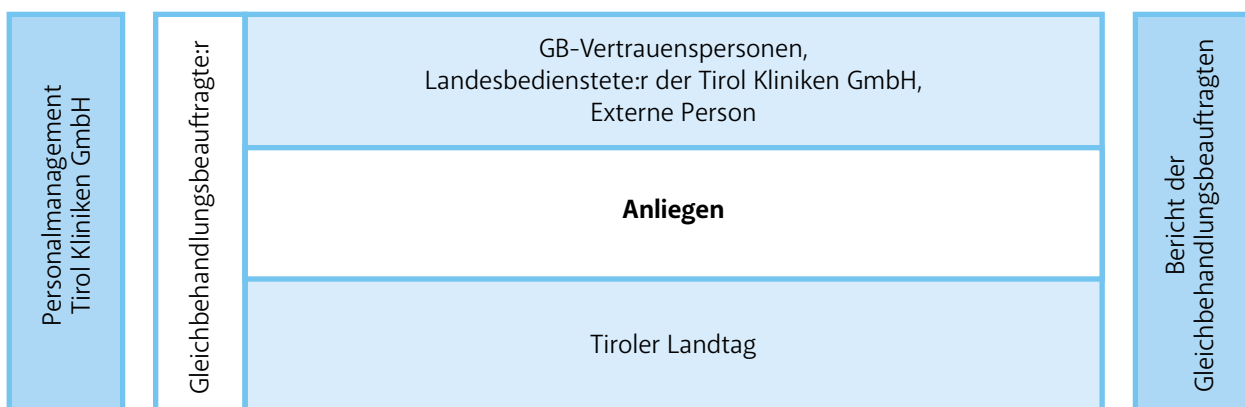 Personalmanagement
Tirol Kliniken GmbH
Gleichbehandlungsbeauftragte:r
GB-Vertrauenspersonen,
Landesbedienstete:r der Tirol Kliniken GmbH,
Externe Person
Anliegen
Tiroler Landtag
Bericht der
Gleichbehandlungsbeauftragten